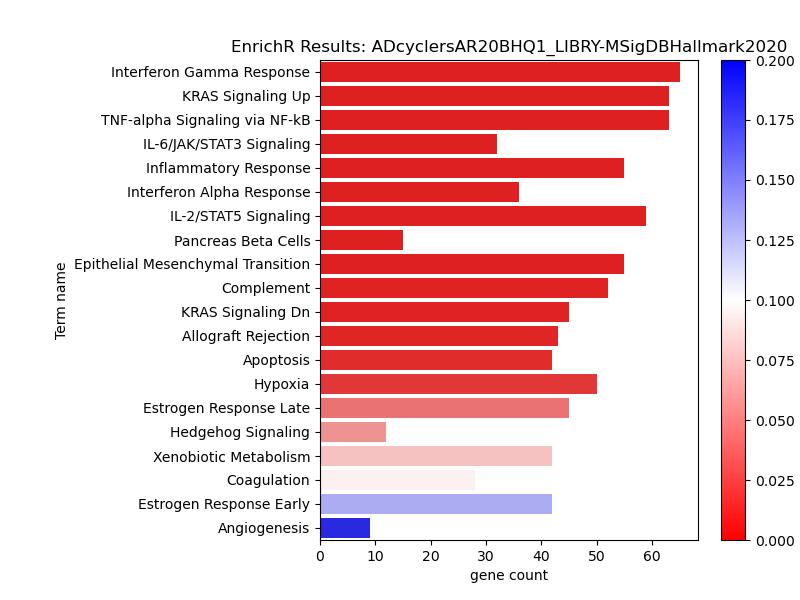 EnrichR Results: ADcyclersAR20BHQ1_LIBRY-MSigDBHallmark2020
Term name
Interferon Gamma Response
KRAS Signaling Up
TNF-alpha Signaling via NF-kB
IL-6/JAK/STAT3 Signaling
Inflammatory Response
Interferon Alpha Response
IL-2/STAT5 Signaling
Pancreas Beta Cells
Epithelial Mesenchymal Transition
Complement
KRAS Signaling Dn
Allograft Rejection
Apoptosis
Hypoxia
Estrogen Response Late
Hedgehog Signaling
Xenobiotic Metabolism
Coagulation
Estrogen Response Early
Angiogenesis
0 10 20 30 40 50 60
gene count
0.200
0.175
0.150
0.125
0.100
0.075
0.050
0.025
0.000